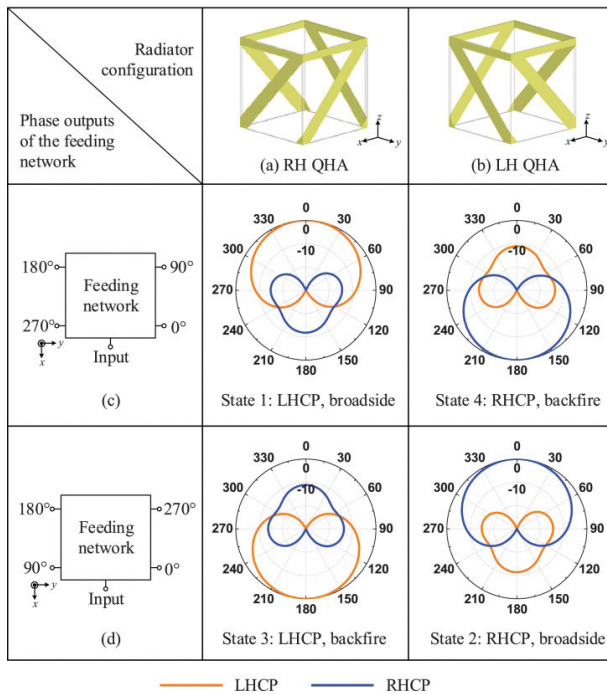 Radiator
configuration
Phase outputs
of the feeding
network
z
x y
(a) RH QHA
z
x y
(b) LH QHA
180° 90°
Feeding
network
270° 0°
y
x
Input
(c)
0
330 30
0
300 -10 60
270 90
240 120
210 150
180
State 1: LHCP, broadside
0
330 30
0
300 -10 60
270 90
240 120
210 150
180
State 4: RHCP, backfire
180° 270°
Feeding
network
90° 0°
y
x
Input
(d)
0
330 30
0
300 -10 60
270 90
240 120
210 150
180
State 3: LHCP, backfire
0
330 30
0
300 -10 60
270 90
240 120
210 150
180
State 2: RHCP, broadside
LHCP RHCP